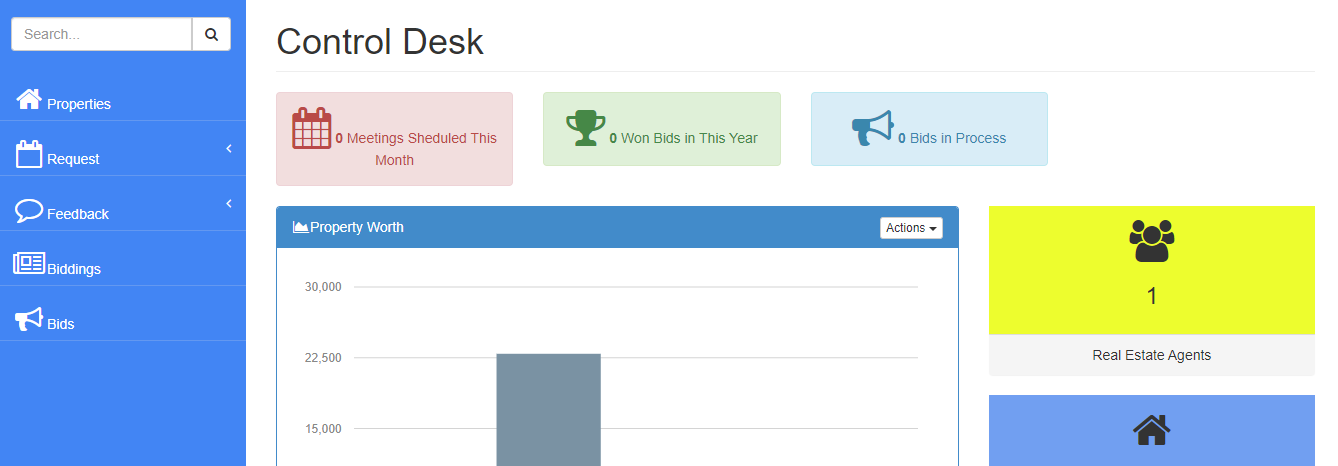 Search...
Properties
Request
Feedback
Biddings
Bids
Control Desk
0 Meetings Sheduled This
Month
0 Won Bids in This Year
0 Bids in Process
Property Worth
Actions
30,000
22,500
15,000
1
Real Estate Agents